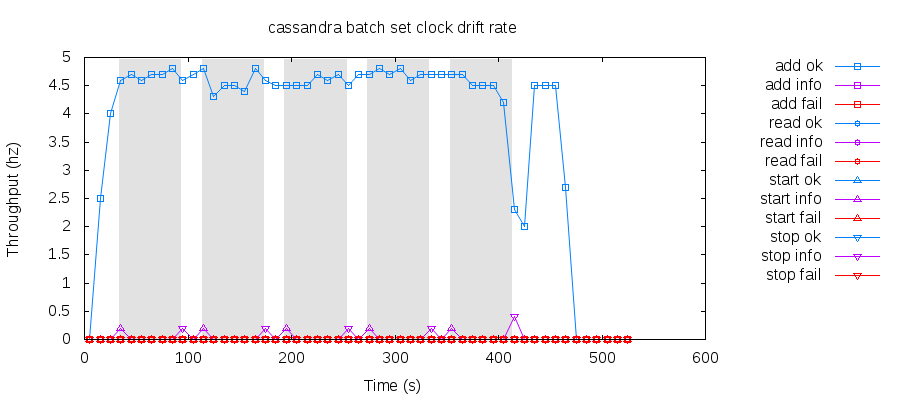 cassandra batch set clock drift rate
Throughput (hz)
5
4.5
4
3.5
3
2.5
2
1.5
1
0.5
0
0 100 200 300 400 500 600
Time (s)
add ok
add info
add fail
read ok
read info
read fail
start ok
start info
start fail
stop ok
stop info
stop fail